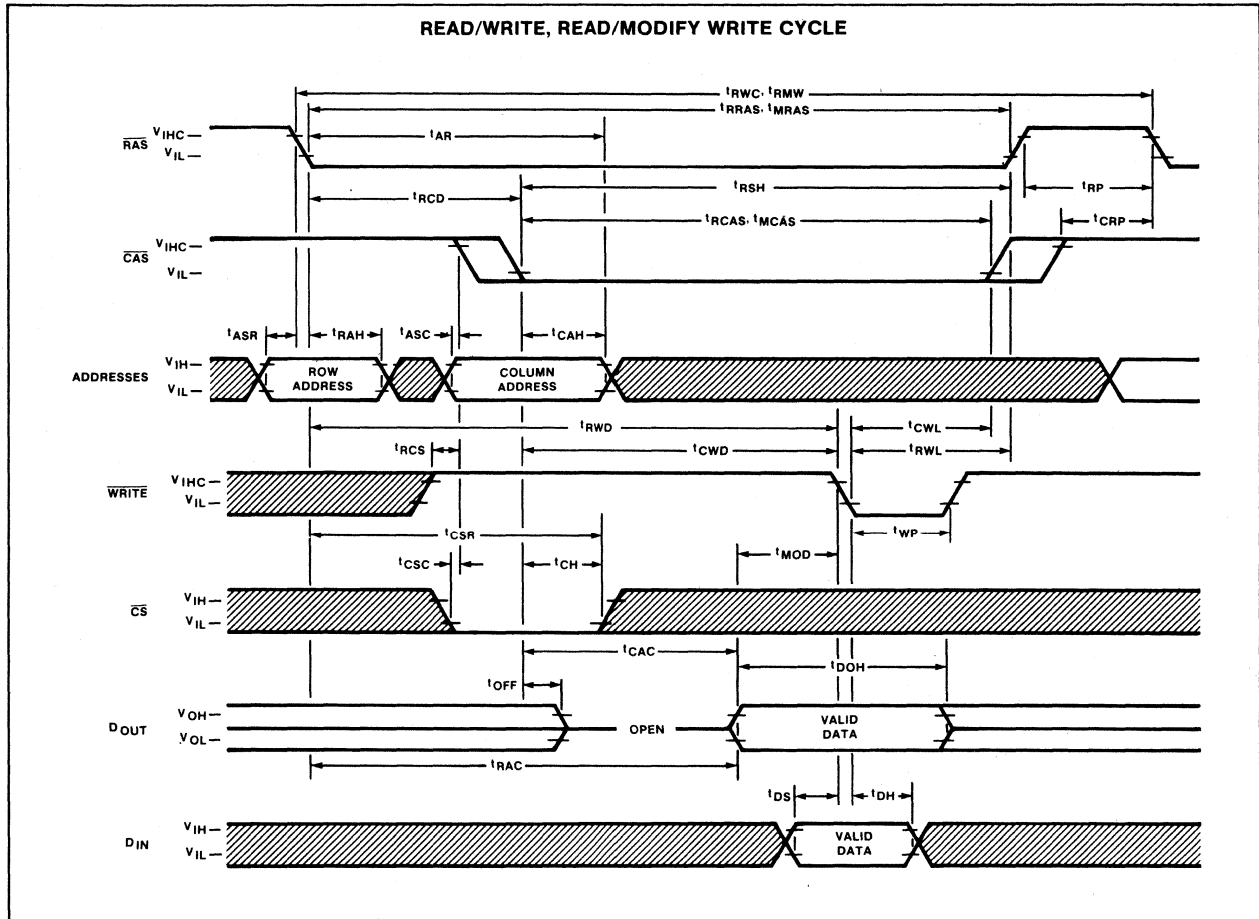 READ/WRITE, READ/MODIFY WRITE CYCLE
tRWC, tRMW
tRRAS, tMRAS
tAR
RAS
VIHC
VIL
tRSH
tRP
tRCD
tRCAS, tMCAS
tCRP
CAS
VIHC
VIL
tASR
tRAH
tASC
tCAH
ADDRESSES
VIH
VIL
ROW
ADDRESS
COLUMN
ADDRESS
tRWD
tCWL
tRCS
tCWD
tRWL
WRITE
VIHC
VIL
tCSR
tWP
tMOD
tCSC
tCH
CS
VIH
VIL
tCAC
tDOH
tOFF
DOUT
VOH
VOL
OPEN
VALID
DATA
tRAC
tDS
tDH
DIN
VIH
VIL
VALID
DATA